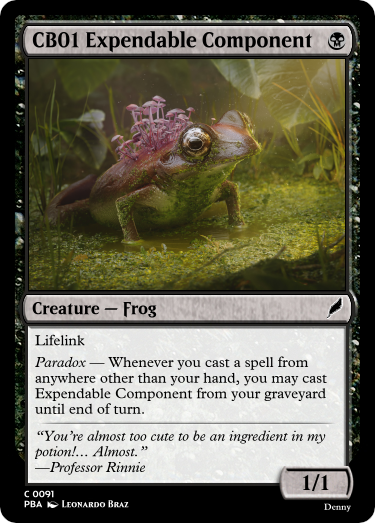 CB01 Expendable Component
Creature — Frog
Lifelink
Paradox — Whenever you cast a spell from
anywhere other than your hand, you may cast
Expendable Component from your graveyard
until end of turn.
“You’re almost too cute to be an ingredient in my
potion!… Almost.”
—Professor Rinnie
1/1
C 0091
PBA Leonardo Braz
Denny